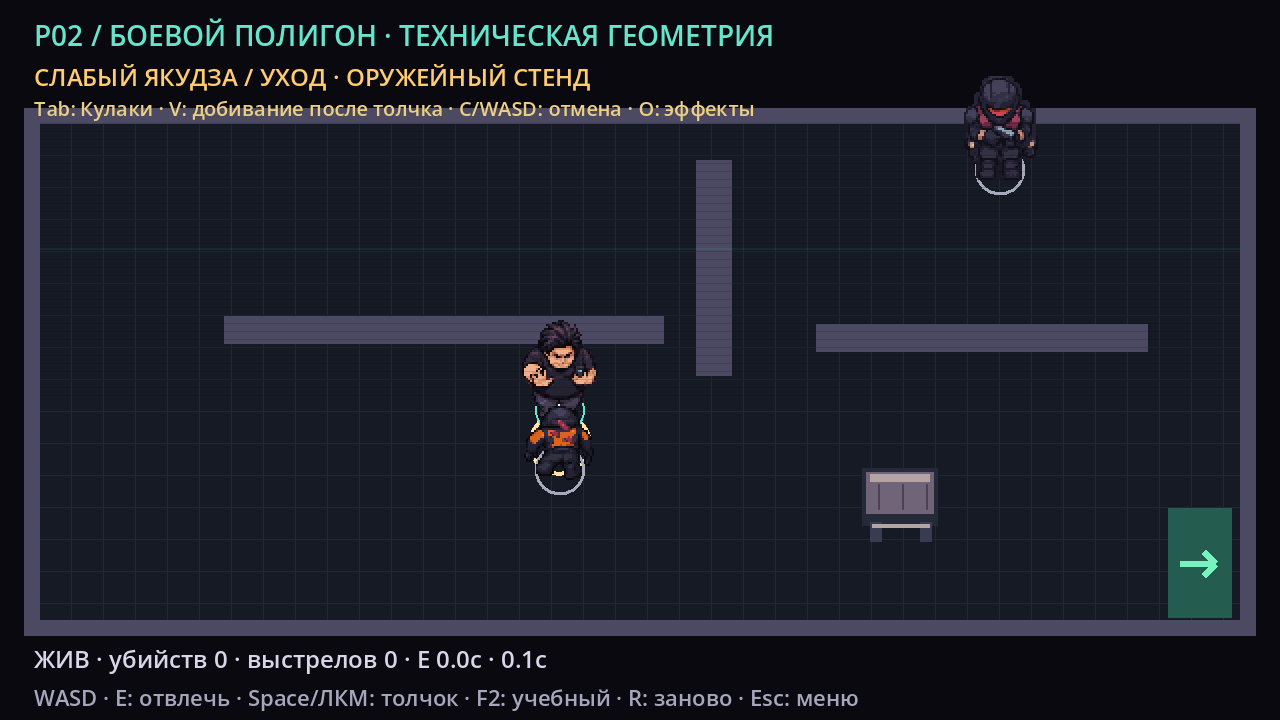 P02 / БОЕВОЙ ПОЛИГОН · ТЕХНИЧЕСКАЯ ГЕОМЕТРИЯ
СЛАБЫЙ ЯКУДЗА / УХОД · ОРУЖЕЙНЫЙ СТЕНД
Tab: Кулаки · V: добивание после толчка · C/WASD: отмена · O: эффекты
ЖИВ · убийств 0 · выстрелов 0 · E 0.0с · 0.1с
WASD · E: отвлечь · Space/ЛКМ: толчок · F2: учебный · R: заново · Esc: меню